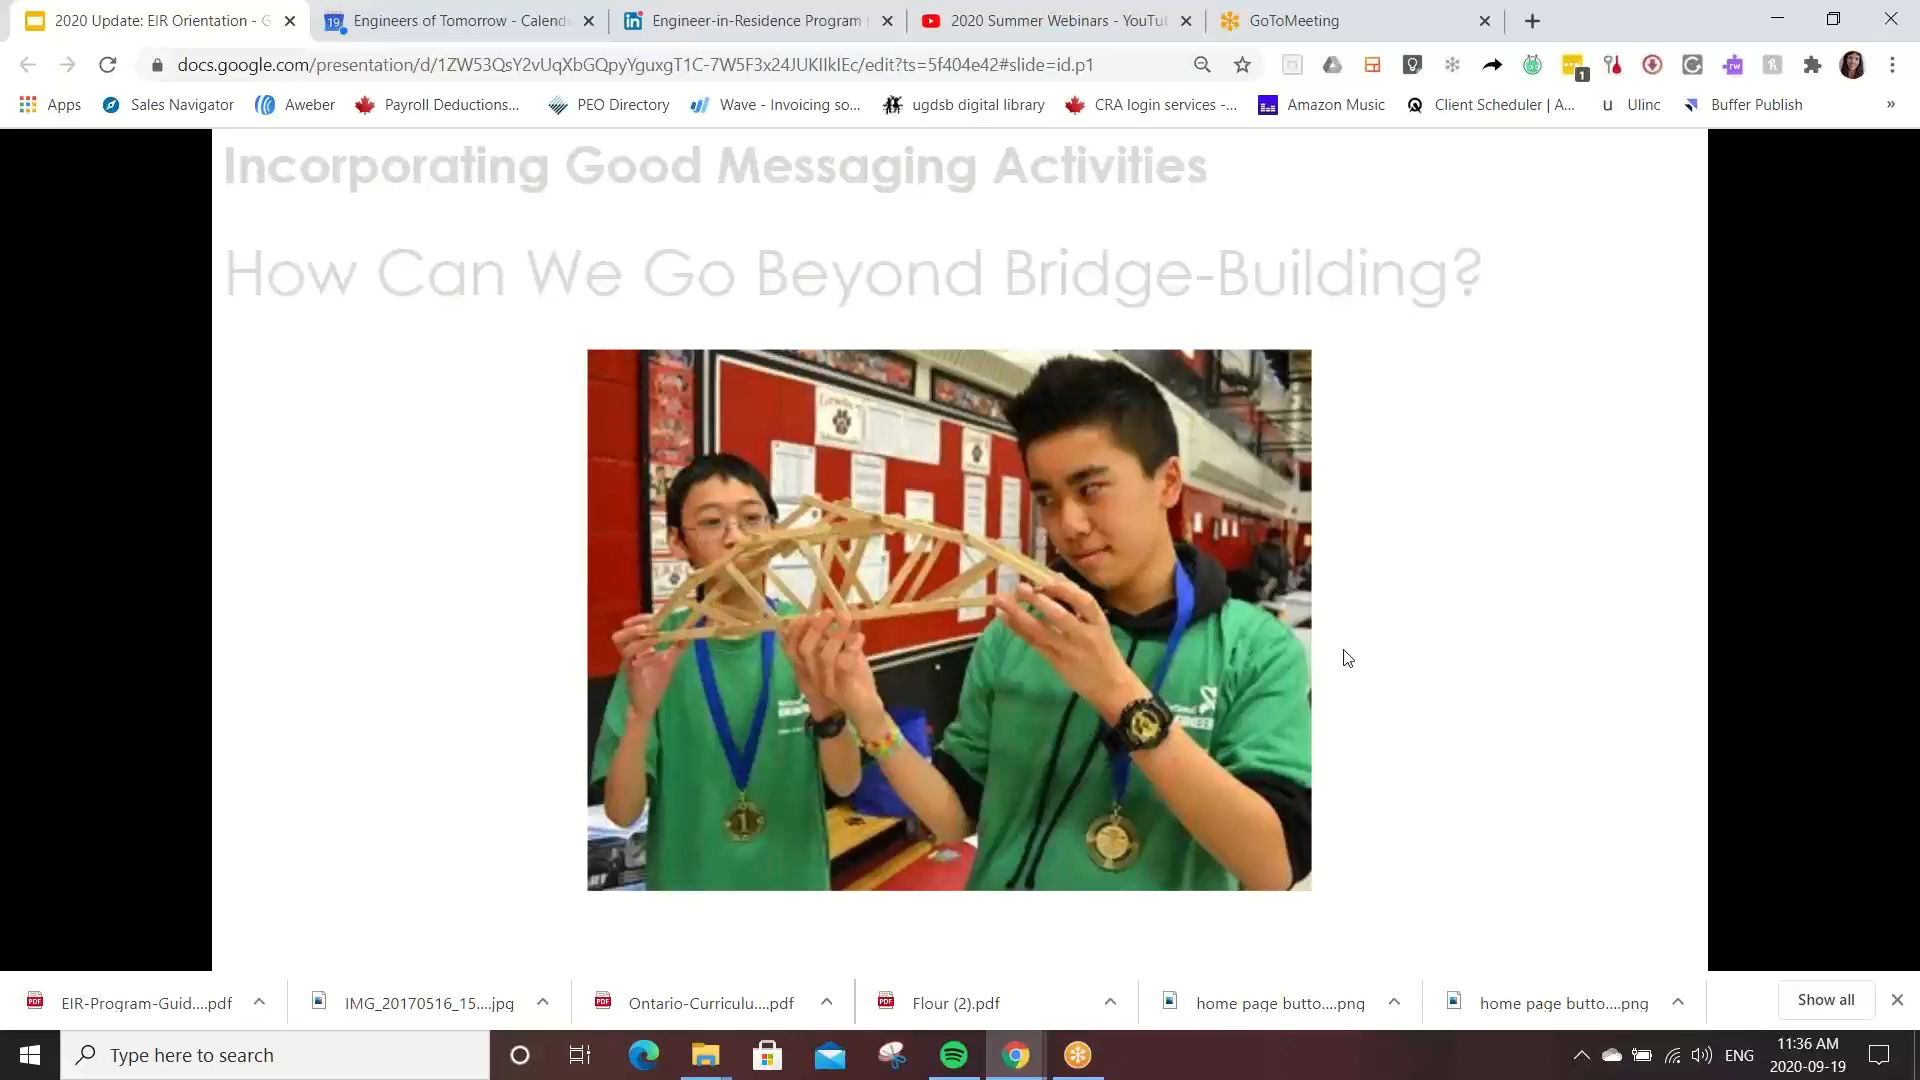 2020 Update: EIR Orientation - G
Engineers of Tomorrow - Calend
Engineer-in-Residence Program
2020 Summer Webinars - YouTu
GoToMeeting
docs.google.com/presentation/d/1ZW53QsY2vUqXbGQpyYguxgT1C-7W5F3x24JUKIIklEc/edit?ts=5f404e42#slide=id.p1
Apps
Sales Navigator
Aweber
Payroll Deductions...
PEO Directory
Wave - Invoicing so...
ugdsb digital library
CRA login services -...
Amazon Music
Client Scheduler | A...
Ulinc
Buffer Publish
Incorporating Good Messaging Activities
How Can We Go Beyond Bridge-Building?
EIR-Program-Guid....pdf
IMG_20170516_15....jpg
Ontario-Curriculu....pdf
Flour (2).pdf
home page butto....png
home page butto....png
Show all
Type here to search
ENG
11:36 AM
2020-09-19